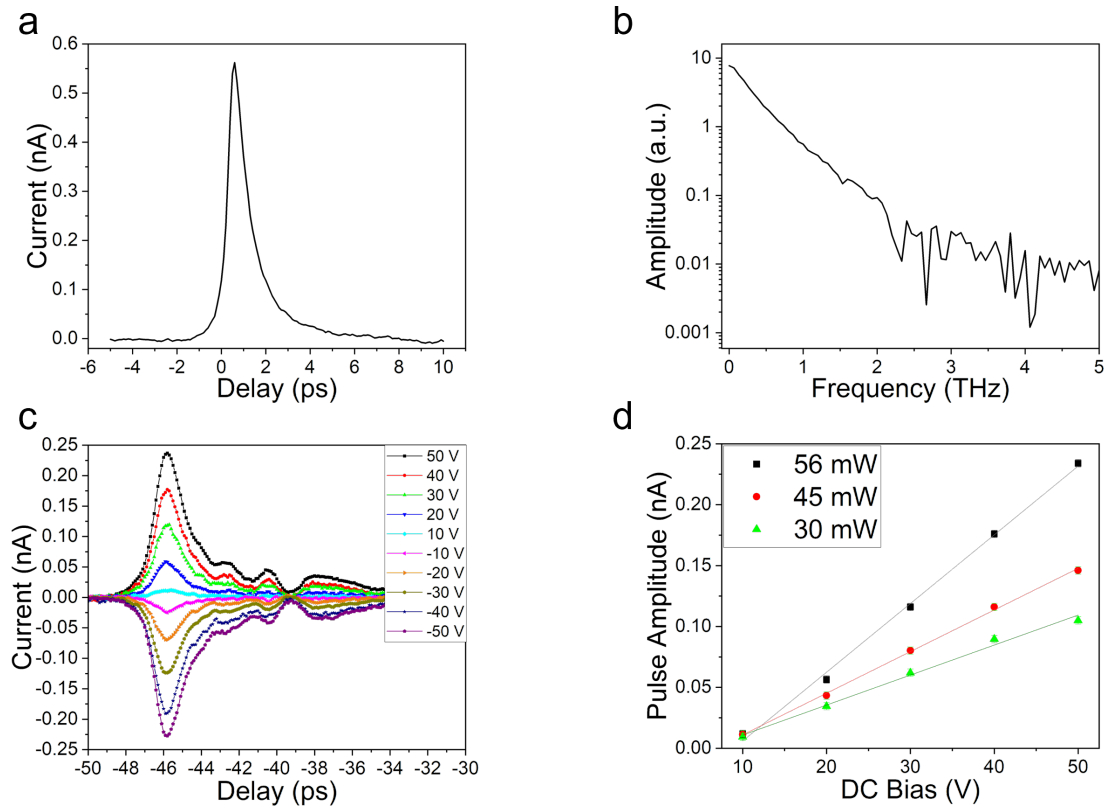 a
0.6
0.5
0.4
0.3
0.2
0.1
0.0
Current (nA)
-6 -4 -2 0 2 4 6 8 10
Delay (ps)
b
10
1
0.1
0.01
0.001
Amplitude (a.u.)
0 1 2 3 4 5
Frequency (THz)
c
0.25
0.20
0.15
0.10
0.05
0.00
-0.05
-0.10
-0.15
-0.20
-0.25
Current (nA)
-50 -48 -46 -44 -42 -40 -38 -36 -34 -32 -30
Delay (ps)
50 V
40 V
30 V
20 V
10 V
-10 V
-20 V
-30 V
-40 V
-50 V
d
0.25
0.20
0.15
0.10
0.05
0.00
Pulse Amplitude (nA)
10 20 30 40 50
DC Bias (V)
56 mW
45 mW
30 mW